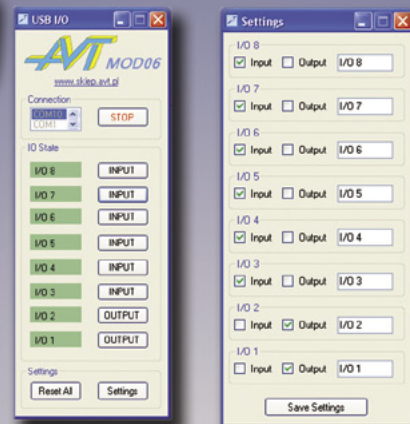 USB I/O
AVT MOD06
www.sklep.avt.pl
Connection
COM10
COM1
STOP
IO State
I/O 8 INPUT
I/O 7 INPUT
I/O 6 INPUT
I/O 5 INPUT
I/O 4 INPUT
I/O 3 INPUT
I/O 2 OUTPUT
I/O 1 OUTPUT
Settings
Reset All Settings
Settings
I/O 8
Input Output I/O 8
I/O 7
Input Output I/O 7
I/O 6
Input Output I/O 6
I/O 5
Input Output I/O 5
I/O 4
Input Output I/O 4
I/O 3
Input Output I/O 3
I/O 2
Input Output I/O 2
I/O 1
Input Output I/O 1
Save Settings